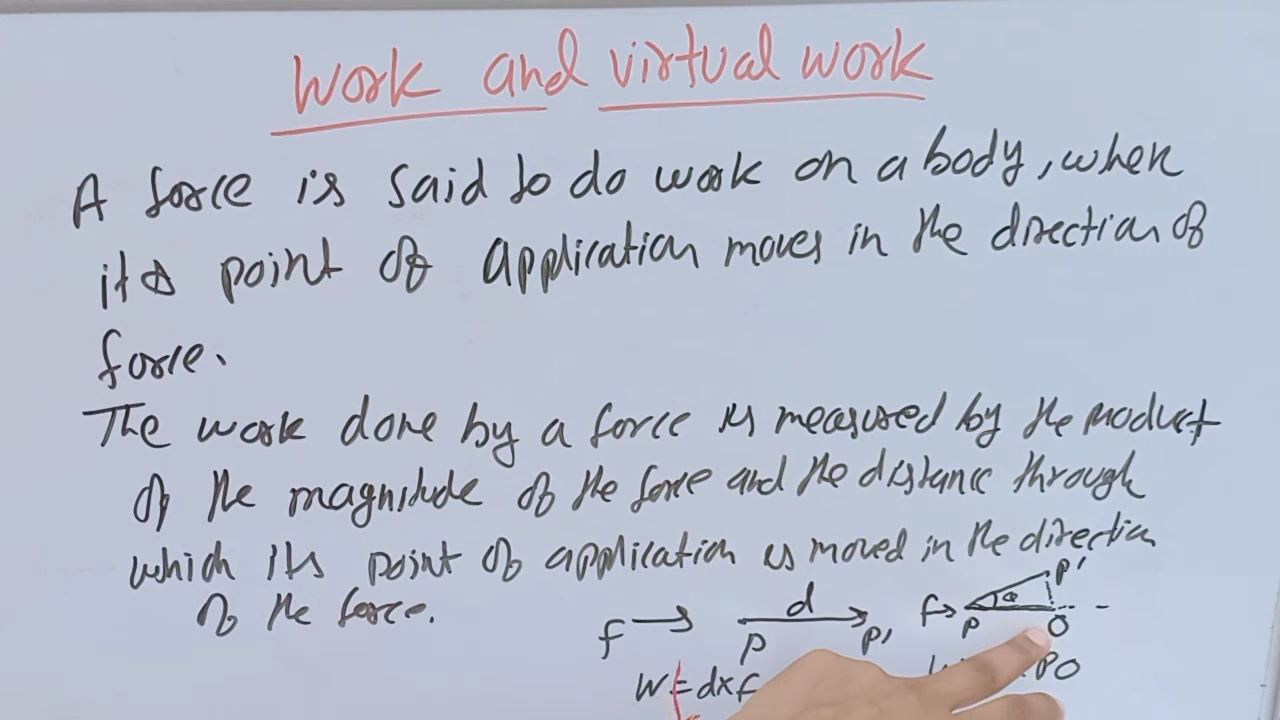 Work and virtual work
A force is said to do work on a body, when
its point of application moves in the direction of
force.
The work done by a force is measured by the product
of the magnitude of the force and the distance through
which its point of application is moved in the direction
of the force.
f → P d P' f → P θ P' O
W = d x f PO